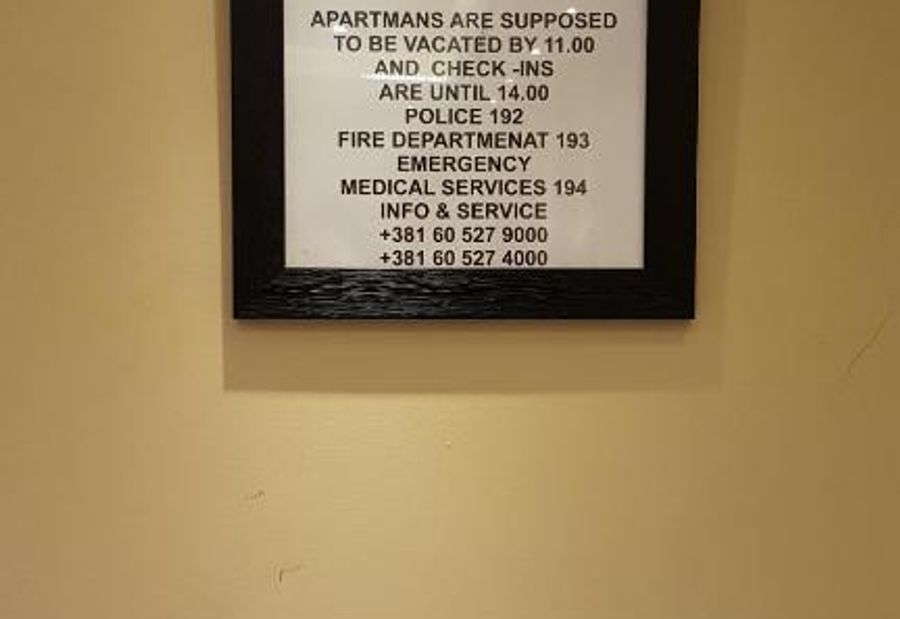 APARTMANS ARE SUPPOSED
TO BE VACATED BY 11.00
AND CHECK -INS
ARE UNTIL 14.00
POLICE 192
FIRE DEPARTMENAT 193
EMERGENCY
MEDICAL SERVICES 194
INFO & SERVICE
+381 60 527 9000
+381 60 527 4000